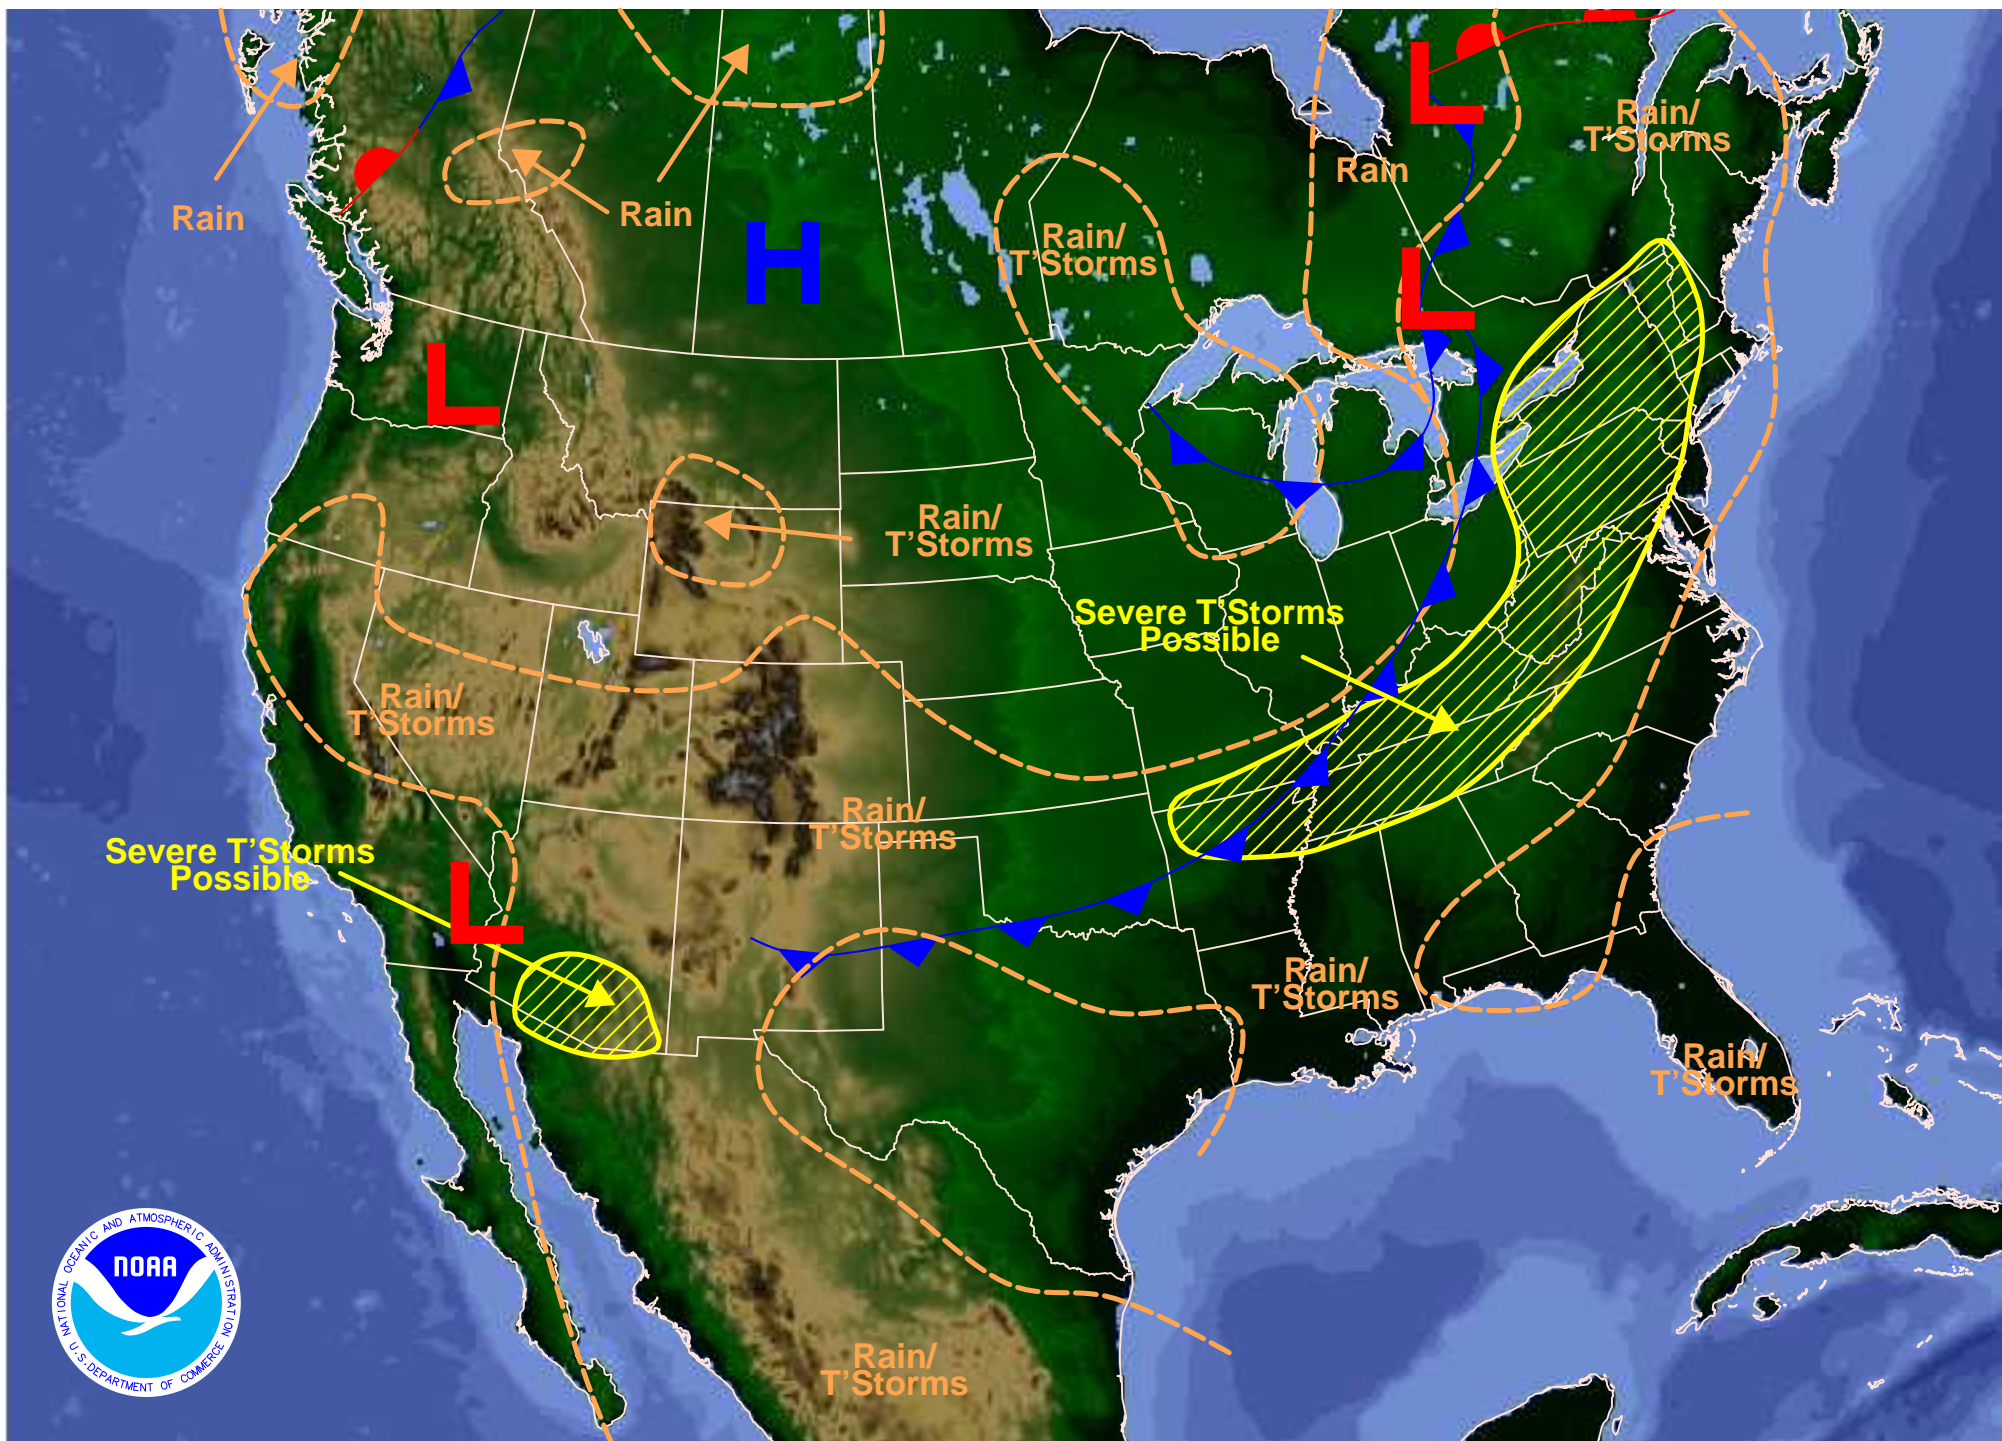 Rain/
T'Storms
Rain
Rain
Rain
Rain/
T'Storms
H
L
L
L
Rain/
T'Storms
Severe T'Storms
Possible
Rain/
T'Storms
Rain/
T'Storms
Severe T'Storms
Possible
L
Rain/
T'Storms
Rain/
T'Storms
Rain/
T'Storms
NATIONAL OCEANIC AND ATMOSPHERIC ADMINISTRATION
NOAA
U.S. DEPARTMENT OF COMMERCE